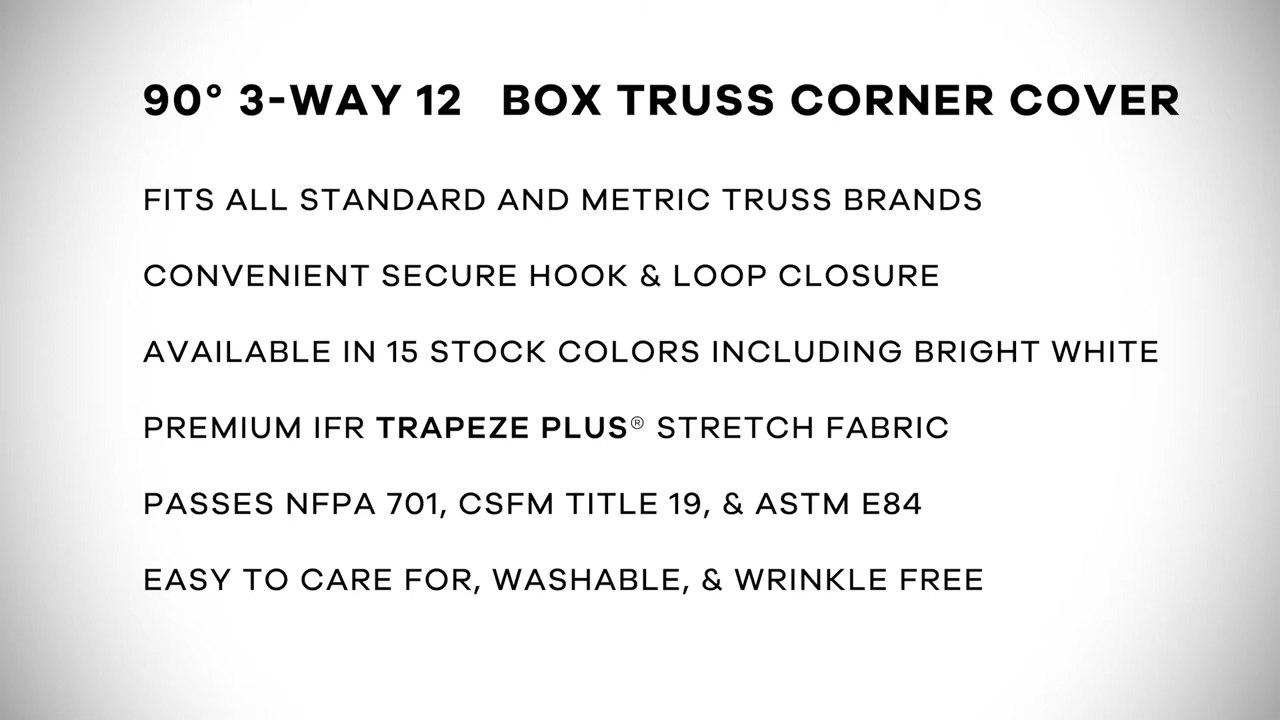 90° 3-WAY 12 BOX TRUSS CORNER COVER
FITS ALL STANDARD AND METRIC TRUSS BRANDS
CONVENIENT SECURE HOOK & LOOP CLOSURE
AVAILABLE IN 15 STOCK COLORS INCLUDING BRIGHT WHITE
PREMIUM IFR TRAPEZE PLUS® STRETCH FABRIC
PASSES NFPA 701, CSFM TITLE 19, & ASTM E84
EASY TO CARE FOR, WASHABLE, & WRINKLE FREE